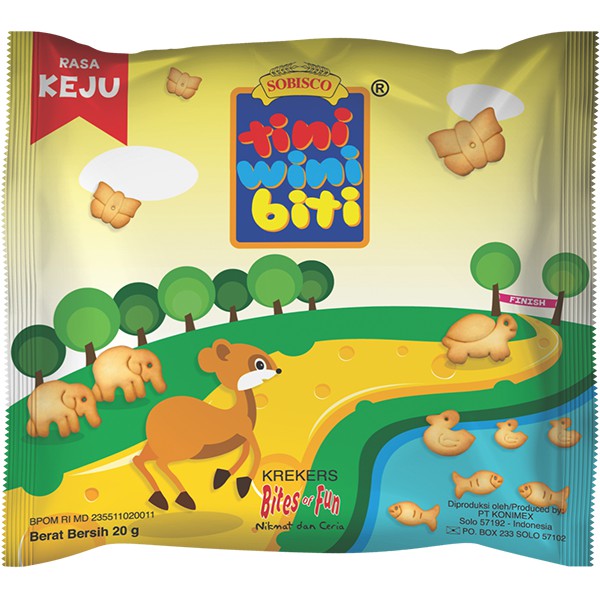 RASA
KEJU
SOBISCO
®
tini
wini
biti
FINISH
KREKERS
Bites of Fun
Nikmat dan Ceria
BPOM RI MD 235511020011
Berat Bersih 20 g
Diproduksi oleh/Produced by:
PT KONIMEX
Solo 57192 - Indonesia
PO. BOX 233 SOLO 57102